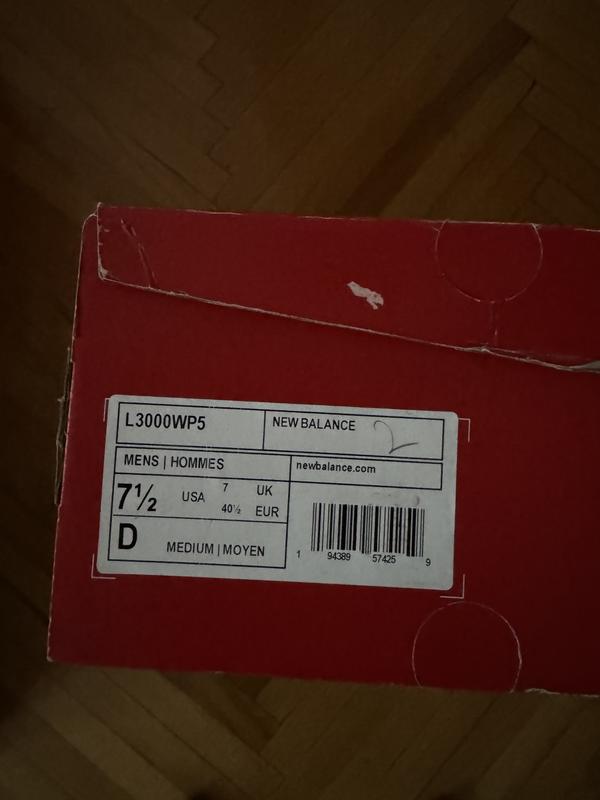 L3000WP5
NEW BALANCE
2
MENS | HOMMES
newbalance.com
7½ USA 7 UK
40½ EUR
D MEDIUM | MOYEN
1 94389 57425 9